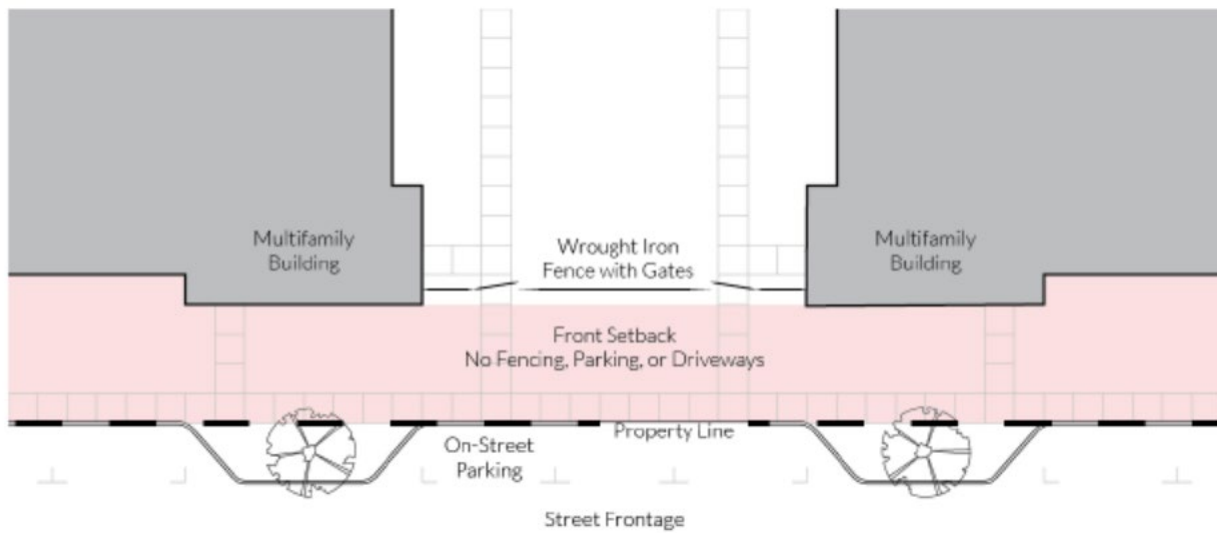 Multifamily
Building
Wrought Iron
Fence with Gates
Multifamily
Building
Front Setback
No Fencing, Parking, or Driveways
Property Line
On-Street
Parking
Street Frontage